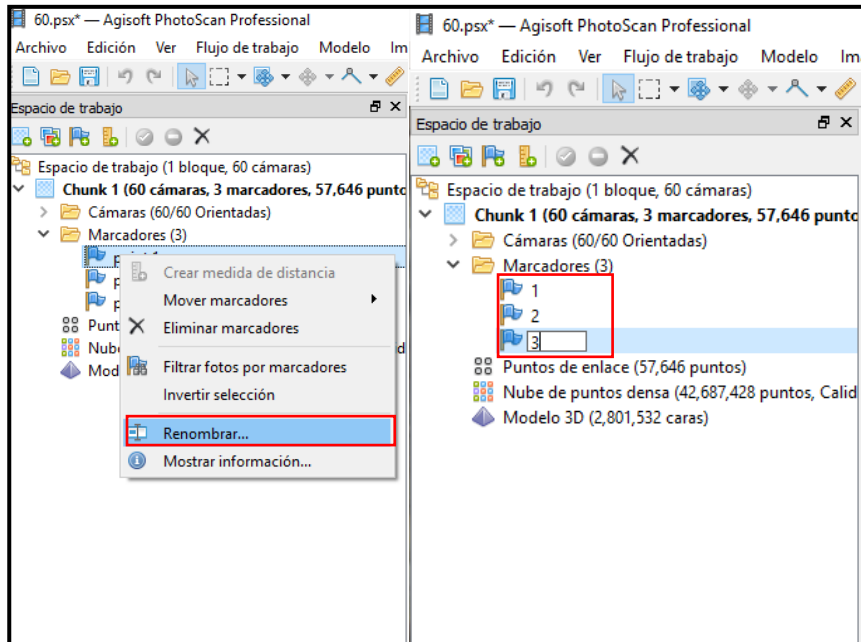 60.psx* — Agisoft PhotoScan Professional
Archivo Edición Ver Flujo de trabajo Modelo Im
Espacio de trabajo
Espacio de trabajo (1 bloque, 60 cámaras)
Chunk 1 (60 cámaras, 3 marcadores, 57,646 punto
Cámaras (60/60 Orientadas)
Marcadores (3)
Crear medida de distancia
Mover marcadores
Eliminar marcadores
Filtrar fotos por marcadores
Invertir selección
Renombrar...
Mostrar información...
Punt
Nub
Mod
60.psx* — Agisoft PhotoScan Professional
Archivo Edición Ver Flujo de trabajo Modelo Im
Espacio de trabajo
Espacio de trabajo (1 bloque, 60 cámaras)
Chunk 1 (60 cámaras, 3 marcadores, 57,646 punto
Cámaras (60/60 Orientadas)
Marcadores (3)
1
2
3
Puntos de enlace (57,646 puntos)
Nube de puntos densa (42,687,428 puntos, Calid
Modelo 3D (2,801,532 caras)